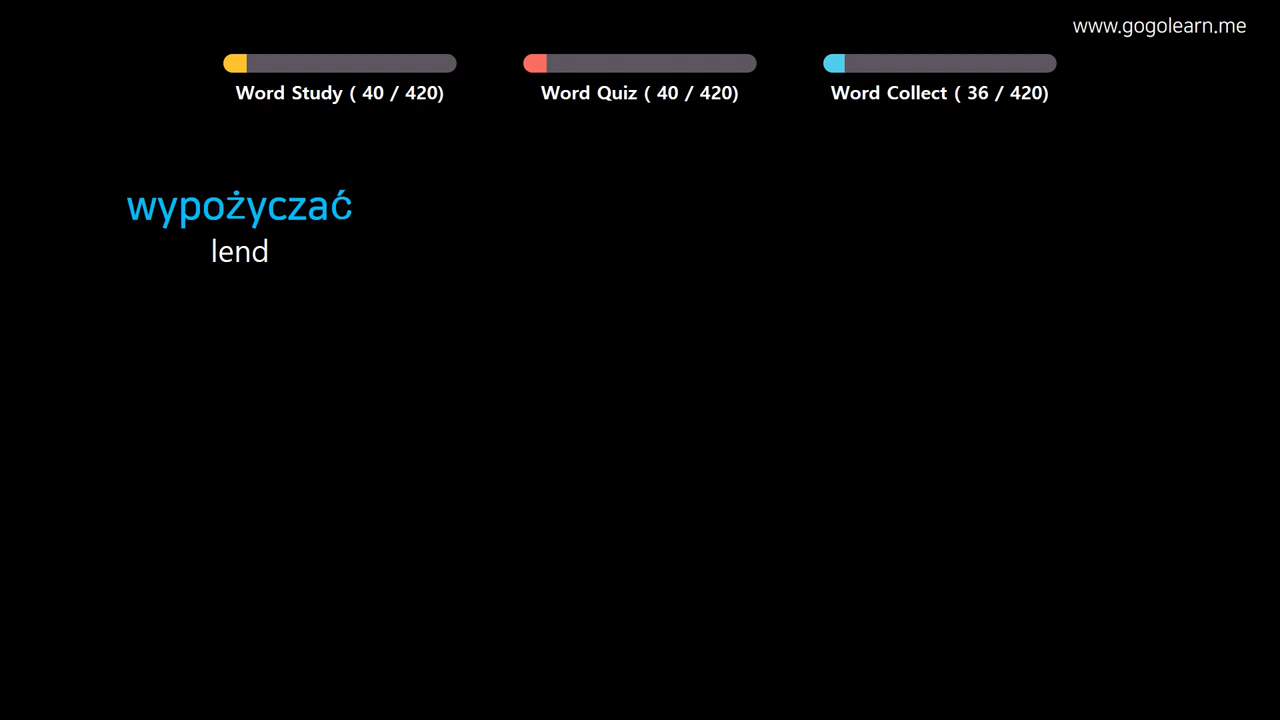 www.gogolearn.me
Word Study ( 40 / 420)
Word Quiz ( 40 / 420)
Word Collect ( 36 / 420)
wypożyczać
lend